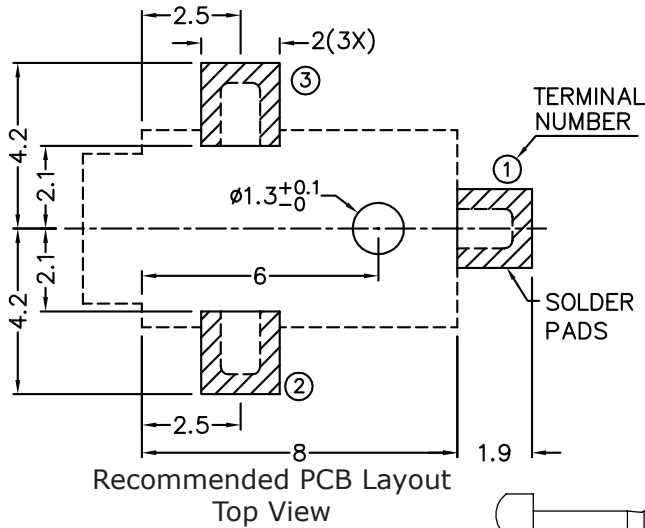 2.5
2(3X)
③
TERMINAL
NUMBER
4.2
2.1
①
⌀1.3+0.1-0
6
2.1
4.2
SOLDER
PADS
②
2.5
8
1.9
Recommended PCB Layout
Top View